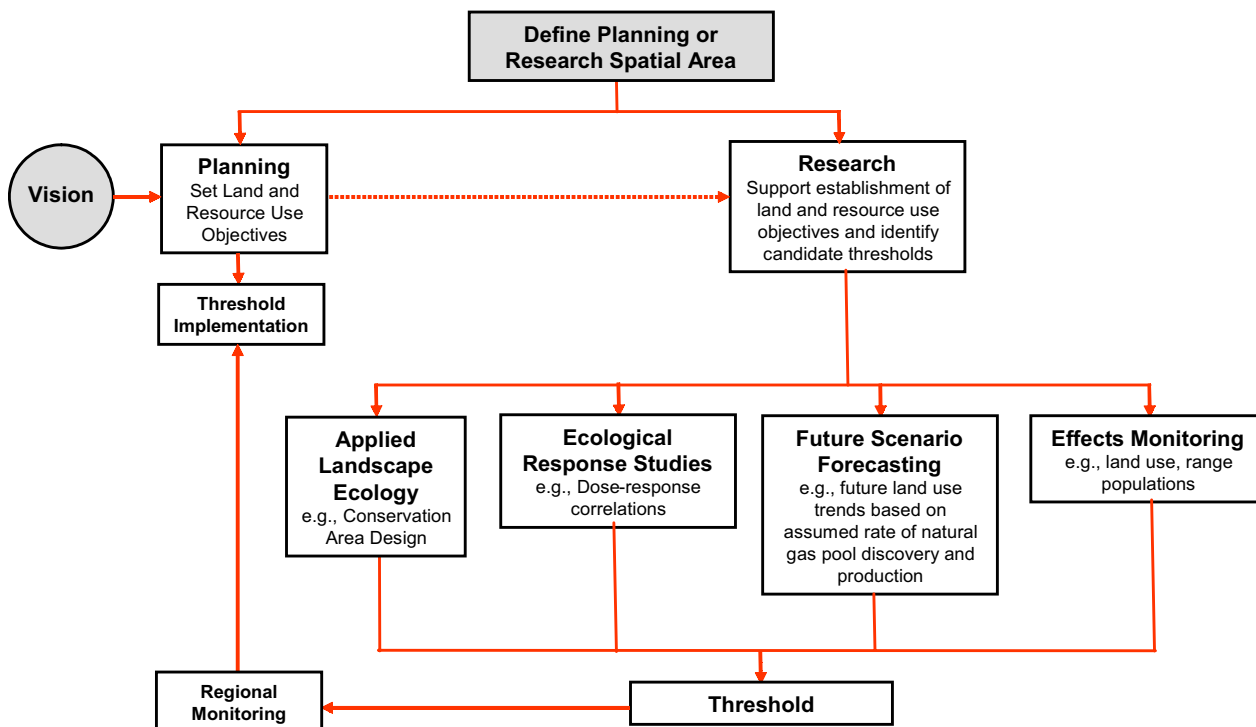 Define Planning or
Research Spatial Area
Vision
Planning
Set Land and
Resource Use
Objectives
Research
Support establishment of
land and resource use
objectives and identify
candidate thresholds
Threshold
Implementation
Applied
Landscape
Ecology
e.g., Conservation
Area Design
Ecological
Response Studies
e.g., Dose-response
correlations
Future Scenario
Forecasting
e.g., future land use
trends based on
assumed rate of natural
gas pool discovery and
production
Effects Monitoring
e.g., land use, range
populations
Regional
Monitoring
Threshold